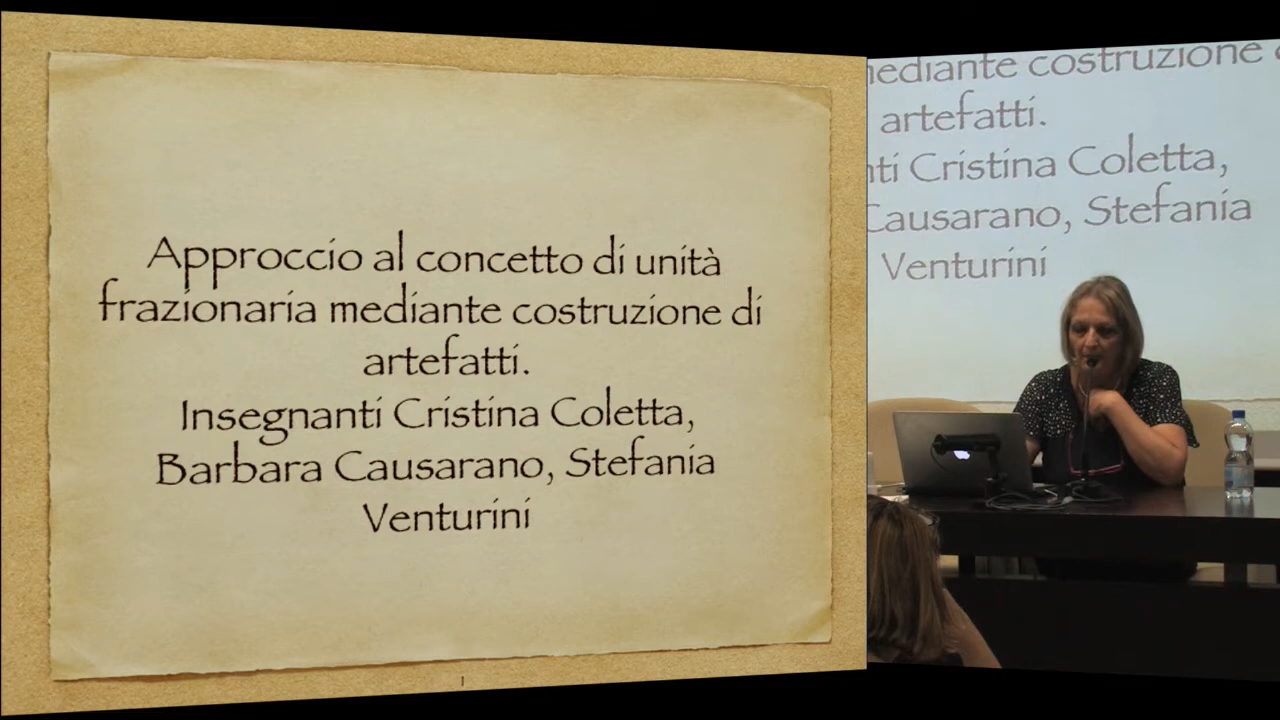 Approccio al concetto di unità
frazionaria mediante costruzione di
artefatti.
Insegnanti Cristina Coletta,
Barbara Causarano, Stefania
Venturini
1
mediante costruzione
artefatti.
Cristina Coletta,
Causarano, Stefania
Venturini